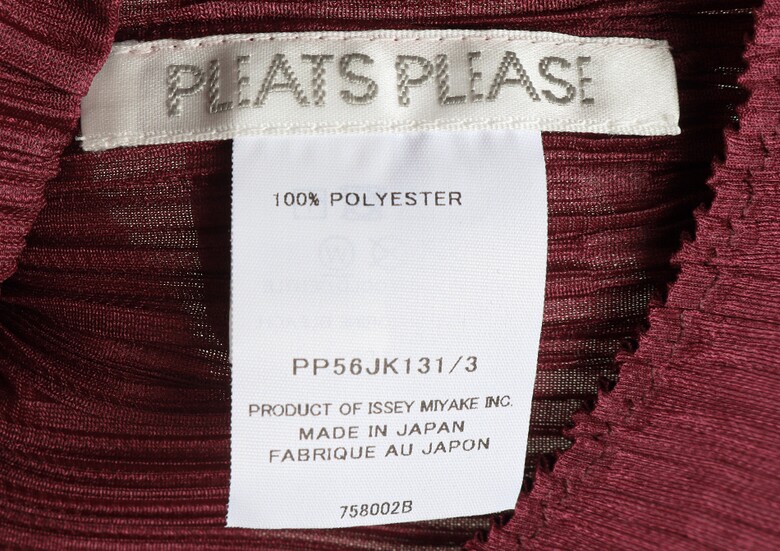 PLEATS PLEASE
100% POLYESTER
PP56JK131/3
PRODUCT OF ISSEY MIYAKE INC.
MADE IN JAPAN
FABRIQUE AU JAPON
758002B